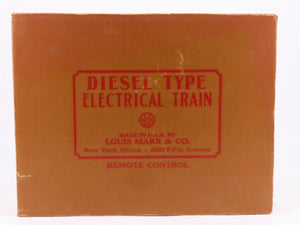 DIESEL TYPE
ELECTRICAL TRAIN
MADE IN U.S.A. BY
LOUIS MARX & CO.
New York Office - 200 Fifth Avenue
REMOTE CONTROL